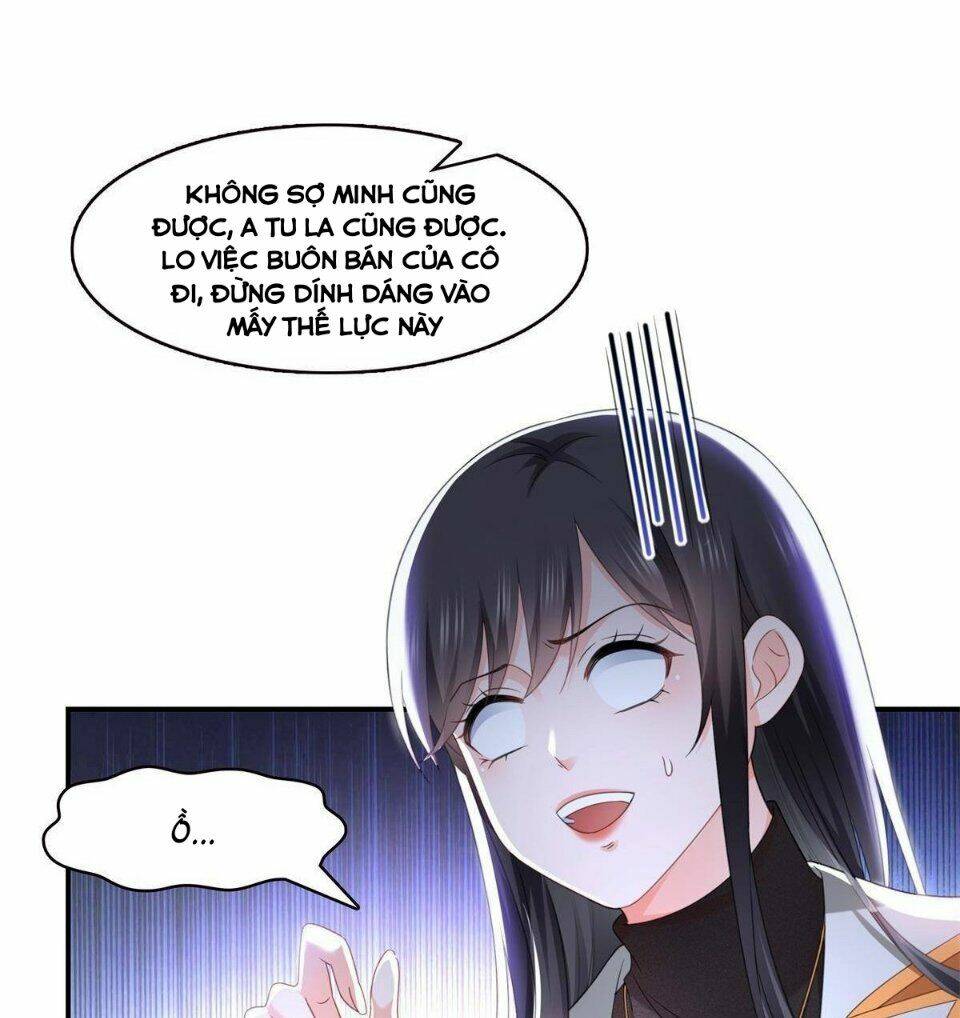 KHÔNG SỢ MINH CŨNG
ĐƯỢC, A TU LA CŨNG ĐƯỢC.
LO VIỆC BUÔN BÁN CỦA CÔ
ĐI, ĐỪNG DÍNH DÁNG VÀO
MẤY THẾ LỰC NÀY
Ồ...